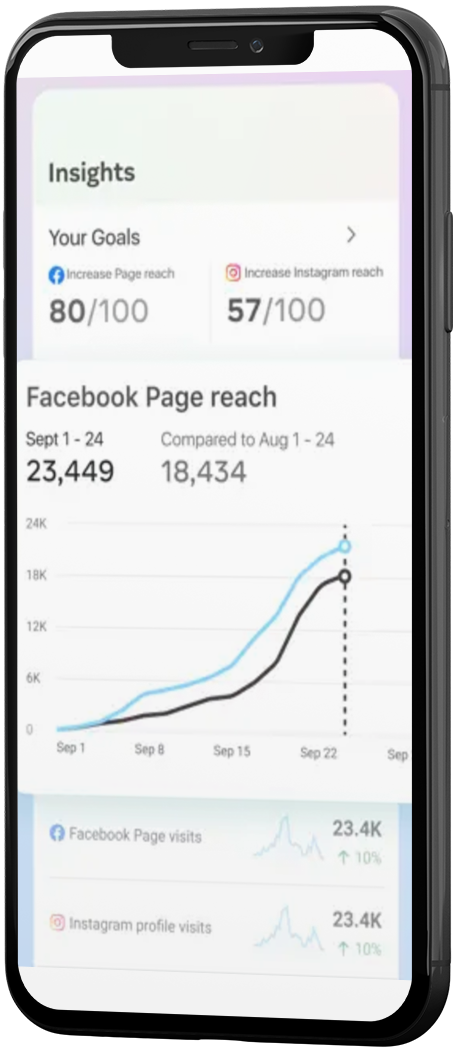 Insights
Your Goals
Increase Page reach
Increase Instagram reach
80/100
57/100
Facebook Page reach
Sept 1 - 24
Compared to Aug 1 - 24
23,449
18,434
24K
18K
12K
6K
0
Sep 1
Sep 8
Sep 15
Sep 22
Sep
Facebook Page visits
23.4K
↑ 10%
Instagram profile visits
23.4K
↑ 10%